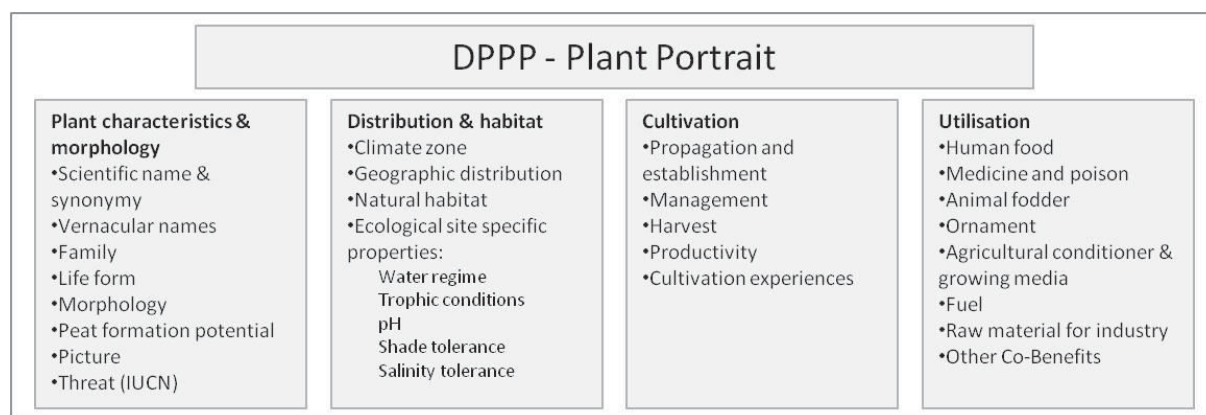 DPPP - Plant Portrait
Plant characteristics &
morphology
•Scientific name &
synonymy
•Vernacular names
•Family
•Life form
•Morphology
•Peat formation potential
•Picture
•Threat (IUCN)
Distribution & habitat
•Climate zone
•Geographic distribution
•Natural habitat
•Ecological site specific
properties:
Water regime
Trophic conditions
pH
Shade tolerance
Salinity tolerance
Cultivation
•Propagation and
establishment
•Management
•Harvest
•Productivity
•Cultivation experiences
Utilisation
•Human food
•Medicine and poison
•Animal fodder
•Ornament
•Agricultural conditioner &
growing media
•Fuel
•Raw material for industry
•Other Co-Benefits